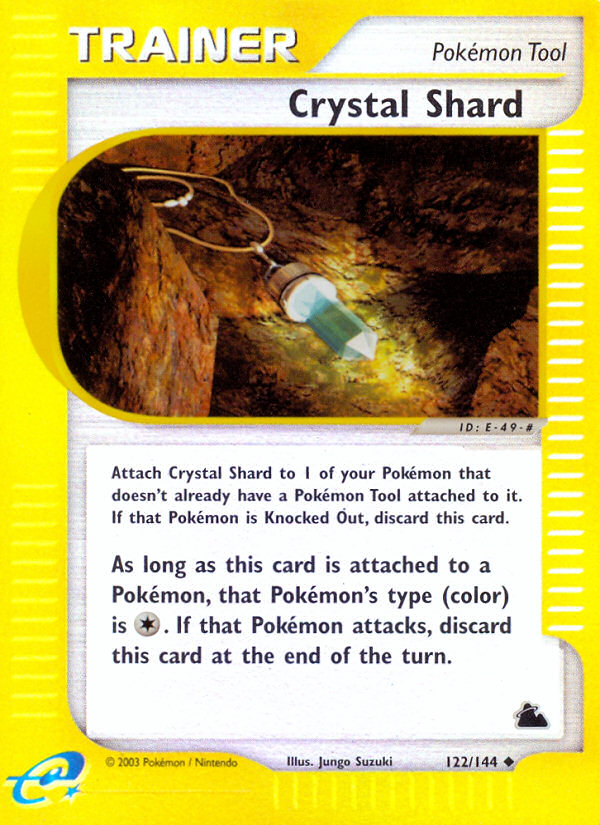 TRAINER
Pokémon Tool
Crystal Shard
ID: E-49-#
Attach Crystal Shard to 1 of your Pokémon that
doesn't already have a Pokémon Tool attached to it.
If that Pokémon is Knocked Out, discard this card.
As long as this card is attached to a
Pokémon, that Pokémon's type (color)
is . If that Pokémon attacks, discard
this card at the end of the turn.
e
© 2003 Pokémon / Nintendo
Illus. Jungo Suzuki
122/144